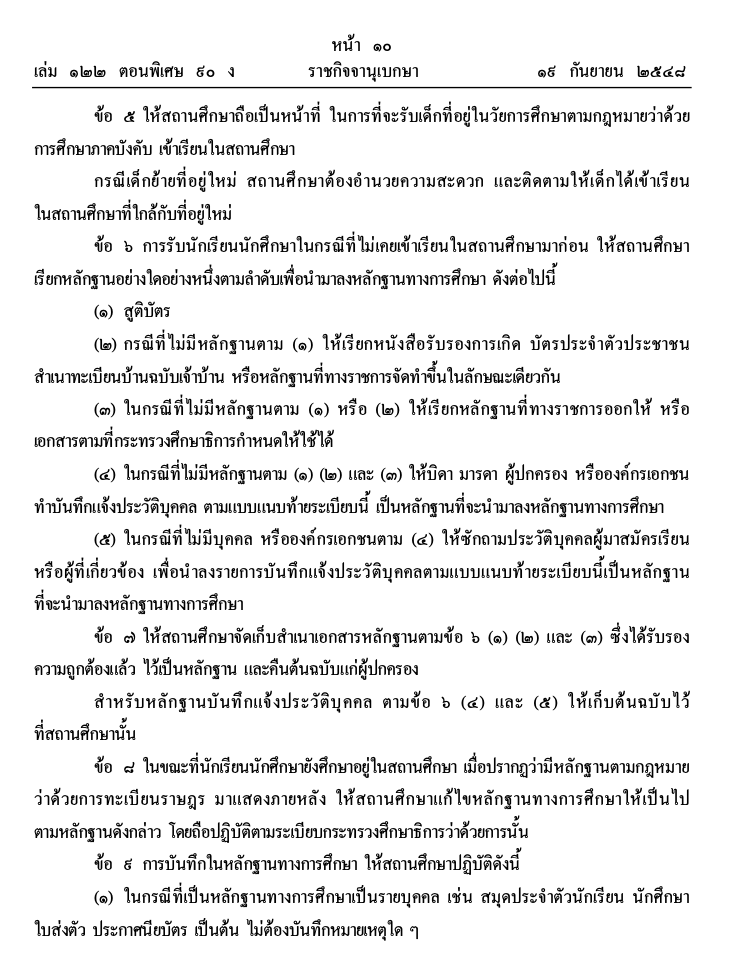 หน้า ๑๐
เล่ม ๑๒๒ ตอนพิเศษ ๙๐ ง ราชกิจจานุเบกษา ๑๙ กันยายน ๒๕๔๘
ข้อ ๕ ให้สถานศึกษาถือเป็นหน้าที่ ในการที่จะรับเด็กที่อยู่ในวัยการศึกษาตามกฎหมายว่าด้วย
การศึกษาภาคบังคับ เข้าเรียนในสถานศึกษา
กรณีเด็กย้ายที่อยู่ใหม่ สถานศึกษาต้องอำนวยความสะดวก และติดตามให้เด็กได้เข้าเรียน
ในสถานศึกษาที่ใกล้กับที่อยู่ใหม่
ข้อ ๖ การรับนักเรียนนักศึกษาในกรณีที่ไม่เคยเข้าเรียนในสถานศึกษามาก่อน ให้สถานศึกษา
เรียกหลักฐานอย่างใดอย่างหนึ่งตามลำดับเพื่อนำมาลงหลักฐานทางการศึกษา ดังต่อไปนี้
(๑) สูติบัตร
(๒) กรณีที่ไม่มีหลักฐานตาม (๑) ให้เรียกหนังสือรับรองการเกิด บัตรประจำตัวประชาชน
สำเนาทะเบียนบ้านฉบับเจ้าบ้าน หรือหลักฐานที่ทางราชการจัดทำขึ้นในลักษณะเดียวกัน
(๓) ในกรณีที่ไม่มีหลักฐานตาม (๑) หรือ (๒) ให้เรียกหลักฐานที่ทางราชการออกให้ หรือ
เอกสารตามที่กระทรวงศึกษาธิการกำหนดให้ใช้ได้
(๔) ในกรณีที่ไม่มีหลักฐานตาม (๑) (๒) และ (๓) ให้บิดา มารดา ผู้ปกครอง หรือองค์กรเอกชน
ทำบันทึกแจ้งประวัติบุคคล ตามแบบแนบท้ายระเบียบนี้ เป็นหลักฐานที่จะนำมาลงหลักฐานทางการศึกษา
(๕) ในกรณีที่ไม่มีบุคคล หรือองค์กรเอกชนตาม (๔) ให้ซักถามประวัติบุคคลผู้มาสมัครเรียน
หรือผู้ที่เกี่ยวข้อง เพื่อนำลงรายการบันทึกแจ้งประวัติบุคคลตามแบบแนบท้ายระเบียบนี้เป็นหลักฐาน
ที่จะนำมาลงหลักฐานทางการศึกษา
ข้อ ๗ ให้สถานศึกษาจัดเก็บสำเนาเอกสารหลักฐานตามข้อ ๖ (๑) (๒) และ (๓) ซึ่งได้รับรอง
ความถูกต้องแล้ว ไว้เป็นหลักฐาน และคืนต้นฉบับแก่ผู้ปกครอง
สำหรับหลักฐานบันทึกแจ้งประวัติบุคคล ตามข้อ ๖ (๔) และ (๕) ให้เก็บต้นฉบับไว้
ที่สถานศึกษานั้น
ข้อ ๘ ในขณะที่นักเรียนนักศึกษายังศึกษาอยู่ในสถานศึกษา เมื่อปรากฏว่ามีหลักฐานตามกฎหมาย
ว่าด้วยการทะเบียนราษฎร มาแสดงภายหลัง ให้สถานศึกษาแก้ไขหลักฐานทางการศึกษาให้เป็นไป
ตามหลักฐานดังกล่าว โดยถือปฏิบัติตามระเบียบกระทรวงศึกษาธิการว่าด้วยการนั้น
ข้อ ๙ การบันทึกในหลักฐานทางการศึกษา ให้สถานศึกษาปฏิบัติดังนี้
(๑) ในกรณีที่เป็นหลักฐานทางการศึกษาเป็นรายบุคคล เช่น สมุดประจำตัวนักเรียน นักศึกษา
ใบส่งตัว ประกาศนียบัตร เป็นต้น ไม่ต้องบันทึกหมายเหตุใด ๆ